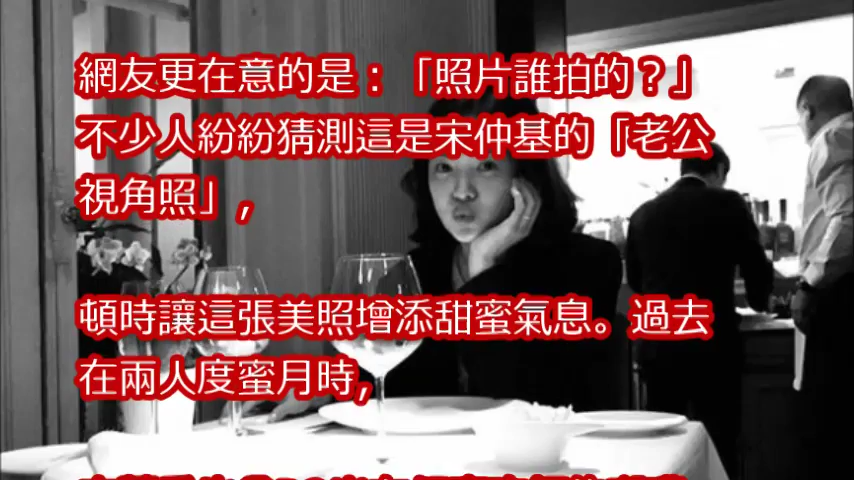 網友更在意的是：「照片誰拍的？」
不少人紛紛猜測這是宋仲基的「老公
視角照」，
頓時讓這張美照增添甜蜜氣息。過去
在兩人度蜜月時，